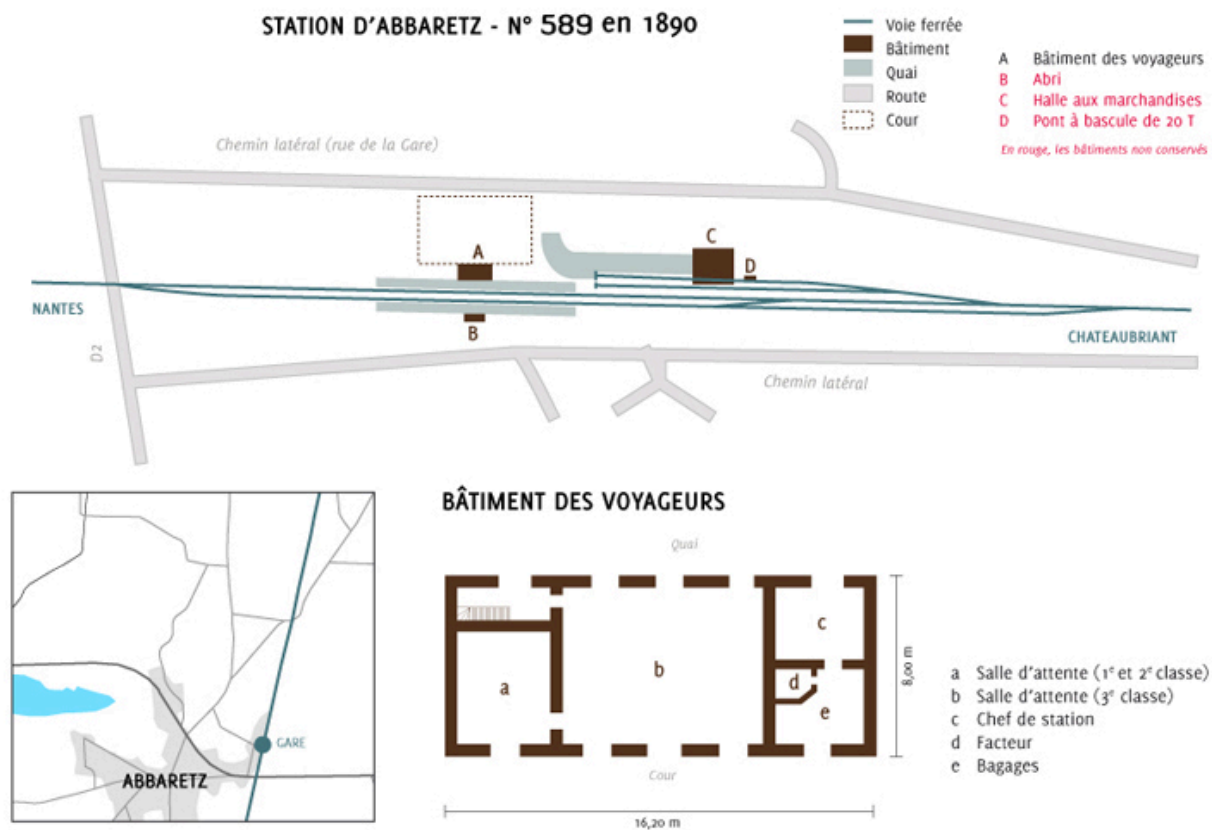 STATION D'ABBARETZ - N° 589 en 1890
Voie ferrée
Bâtiment
Quai
Route
Cour
A Bâtiment des voyageurs
B Abri
C Halle aux marchandises
D Pont à bascule de 20 T
En rouge, les bâtiments non conservés
Chemin latéral (rue de la Gare)
A
C
D
NANTES
B
CHATEAUBRIANT
D2
Chemin latéral
BÂTIMENT DES VOYAGEURS
Quai
c
b
a
d
e
8,00 m
Cour
16,20 m
a Salle d'attente (1e et 2e classe)
b Salle d'attente (3e classe)
c Chef de station
d Facteur
e Bagages
GARE
ABBARETZ